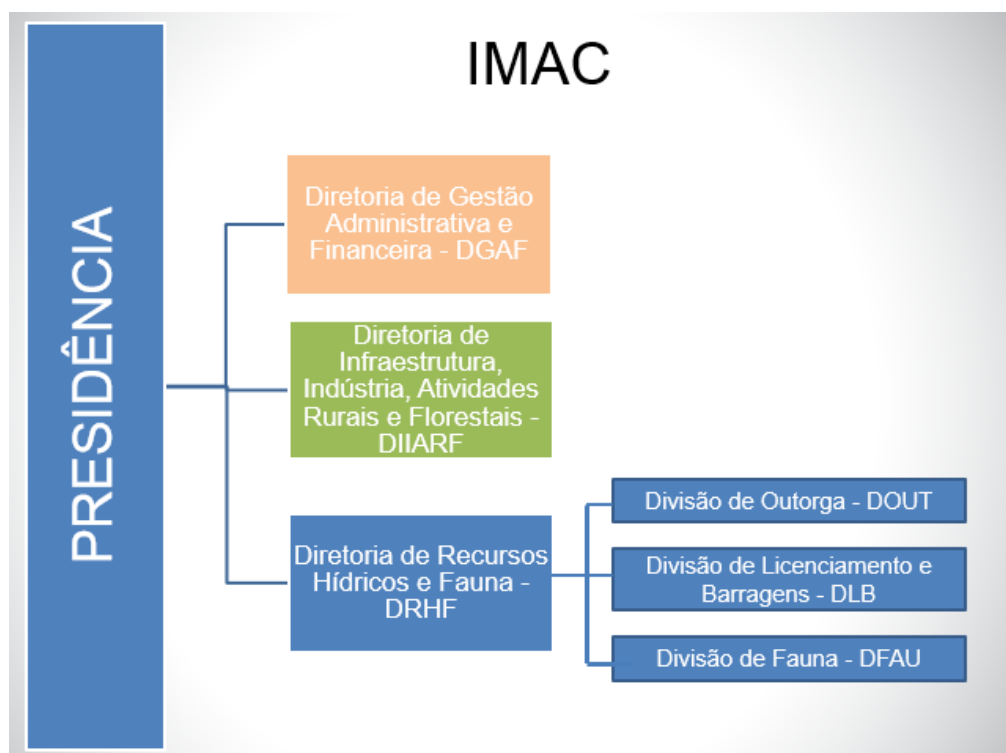 IMAC
PRESIDÊNCIA
Diretoria de Gestão
Administrativa e
Financeira - DGAF
Diretoria de
Infraestrutura,
Indústria, Atividades
Rurais e Florestais -
DIIARF
Diretoria de Recursos
Hídricos e Fauna -
DRHF
Divisão de Outorga - DOUT
Divisão de Licenciamento e
Barragens - DLB
Divisão de Fauna - DFAU